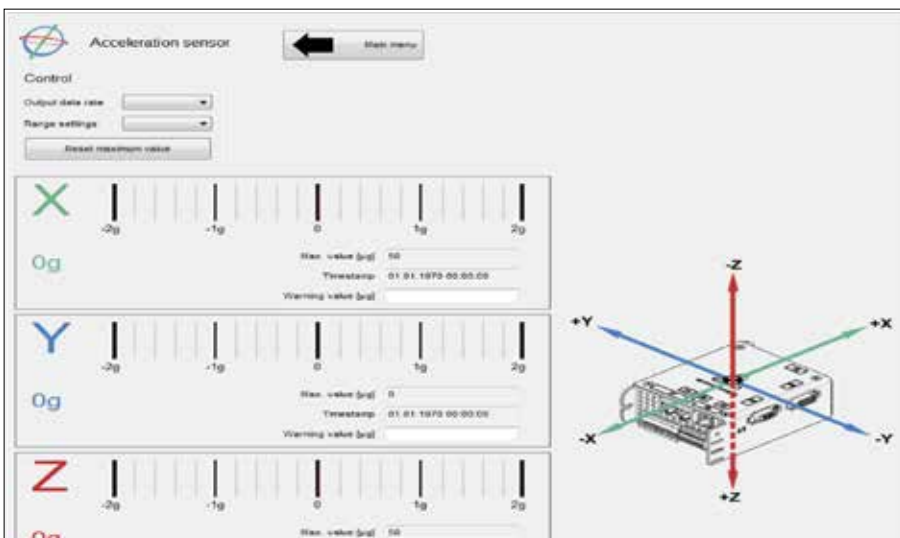 Acceleration sensor
Main menu
Control
Output data rate
Range settings
Reset maximum value
X
-2g -1g 0 1g 2g
0g
Max. value [µg] 50
Timestamp 01.01.1970 00:00:00
Warning value [µg]
Y
-2g -1g 0 1g 2g
0g
Max. value [µg] 0
Timestamp 01.01.1970 00:00:00
Warning value [µg]
Z
-2g -1g 0 1g 2g
0g
Max. value [µg] 50
-Z
+Y +X
-X -Y
+Z